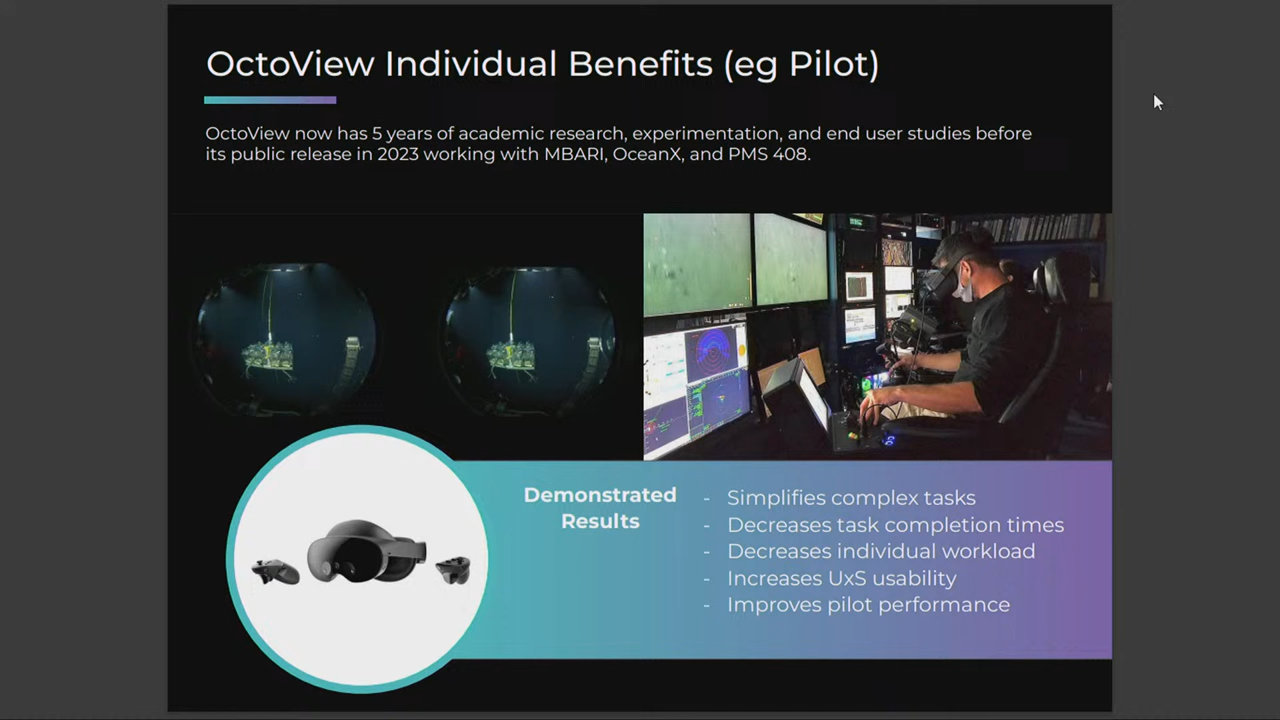 OctoView Individual Benefits (eg Pilot)
OctoView now has 5 years of academic research, experimentation, and end user studies before
its public release in 2023 working with MBARI, OceanX, and PMS 408.
Demonstrated
Results
- Simplifies complex tasks
- Decreases task completion times
- Decreases individual workload
- Increases UxS usability
- Improves pilot performance